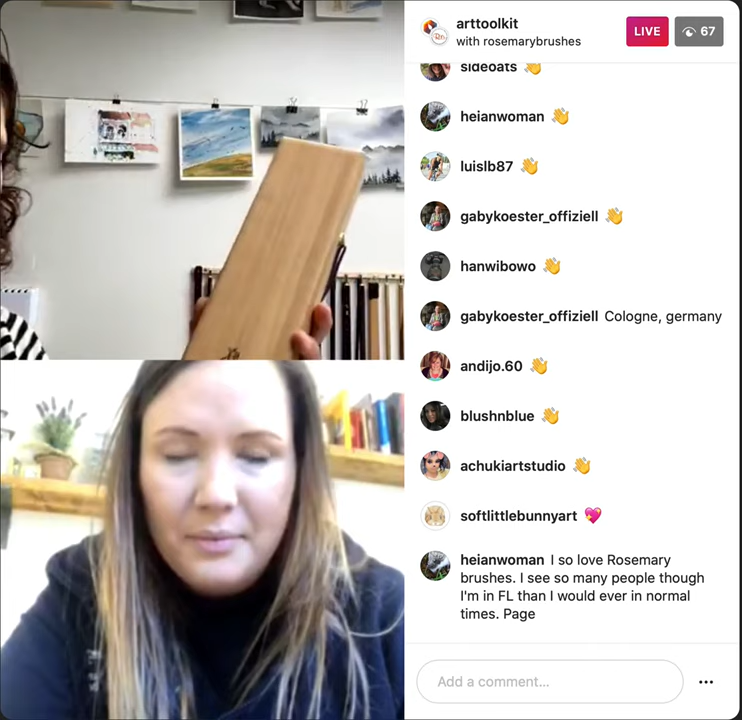 arttoolkit
with rosemarybrushes
LIVE
67
sideoats 👋
heianwoman 👋
luislb87 👋
gabykoester_offiziell 👋
hanwibowo 👋
gabykoester_offiziell Cologne, germany
andijo.60 👋
blushnblue 👋
achukiartstudio 👋
softlittlebunnyart 💖
heianwoman I so love Rosemary
brushes. I see so many people though
I'm in FL than I would ever in normal
times. Page
Add a comment...